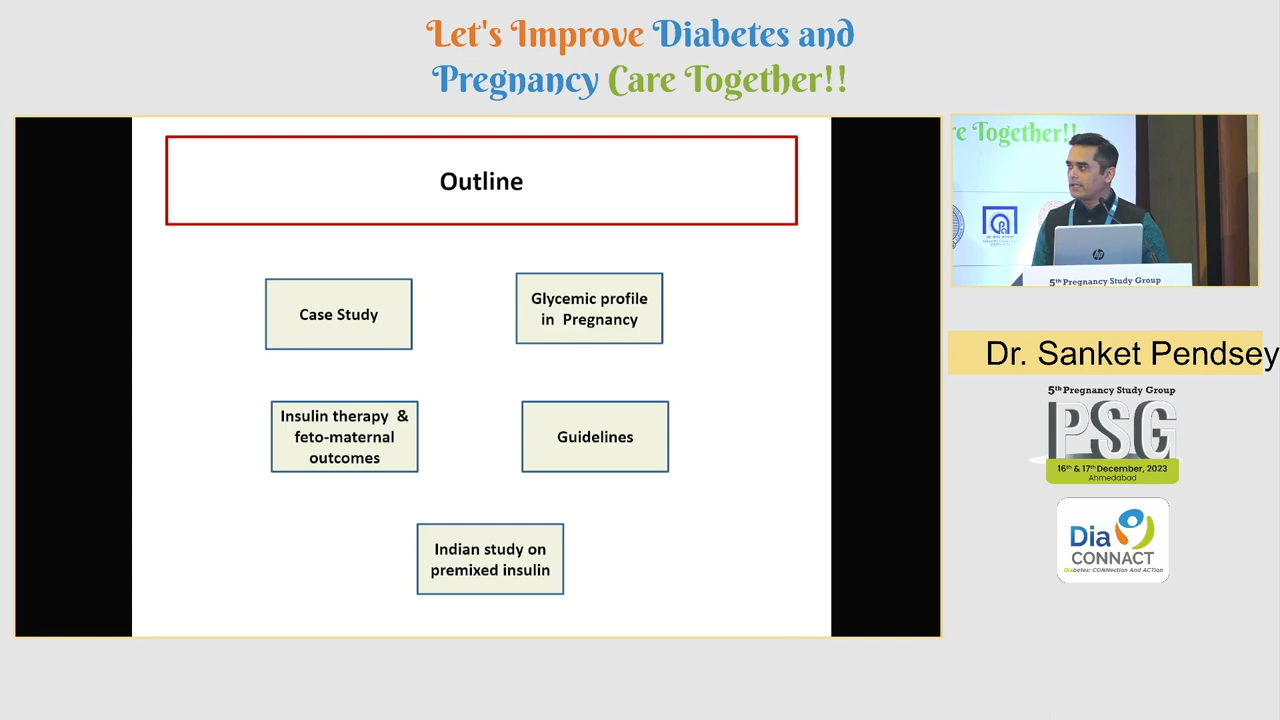 Let's Improve Diabetes and
Pregnancy Care Together!!
Outline
Case Study
Glycemic profile
in Pregnancy
Insulin therapy &
feto-maternal
outcomes
Guidelines
Indian study on
premixed insulin
re Together!!
hp
5th Pregnancy Study Group
Dr. Sanket Pendsey
5th Pregnancy Study Group
PSG
16th & 17th December, 2023
Ahmedabad
Dia
CONNACT
Diabetes: CONNection And ACTion